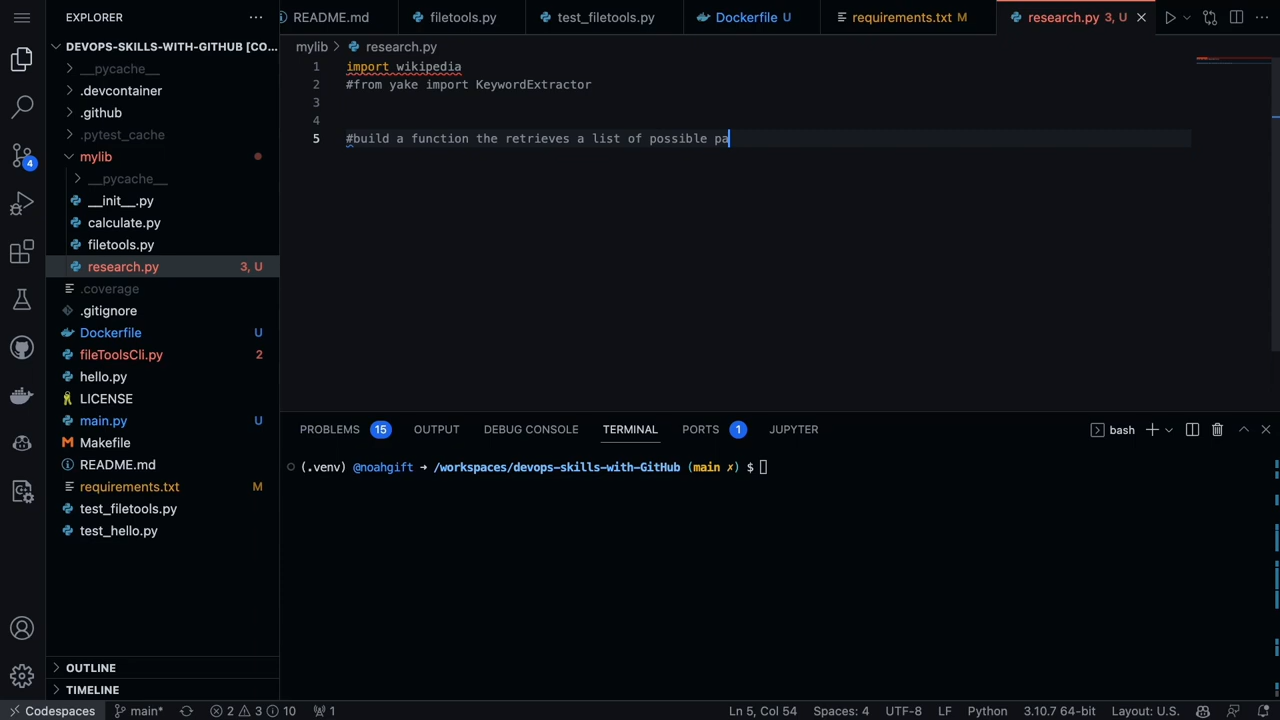 EXPLORER
README.md
filetools.py
test_filetools.py
Dockerfile U
requirements.txt M
research.py 3, U
DEVOPS-SKILLS-WITH-GITHUB [CO...
__pycache__
.devcontainer
.github
.pytest_cache
mylib
__pycache__
__init__.py
calculate.py
filetools.py
research.py 3, U
.coverage
.gitignore
Dockerfile U
fileToolsCli.py 2
hello.py
LICENSE
main.py U
Makefile
README.md
requirements.txt M
test_filetools.py
test_hello.py
OUTLINE
TIMELINE
mylib > research.py
1 import wikipedia
2 #from yake import KeywordExtractor
3
4
5 #build a function the retrieves a list of possible pa
PROBLEMS 15 OUTPUT DEBUG CONSOLE TERMINAL PORTS 1 JUPYTER
bash
(.venv) @noahgift → /workspaces/devops-skills-with-GitHub (main ✗) $
4
Codespaces main* 2 3 10 1
Ln 5, Col 54 Spaces: 4 UTF-8 LF Python 3.10.7 64-bit Layout: U.S.